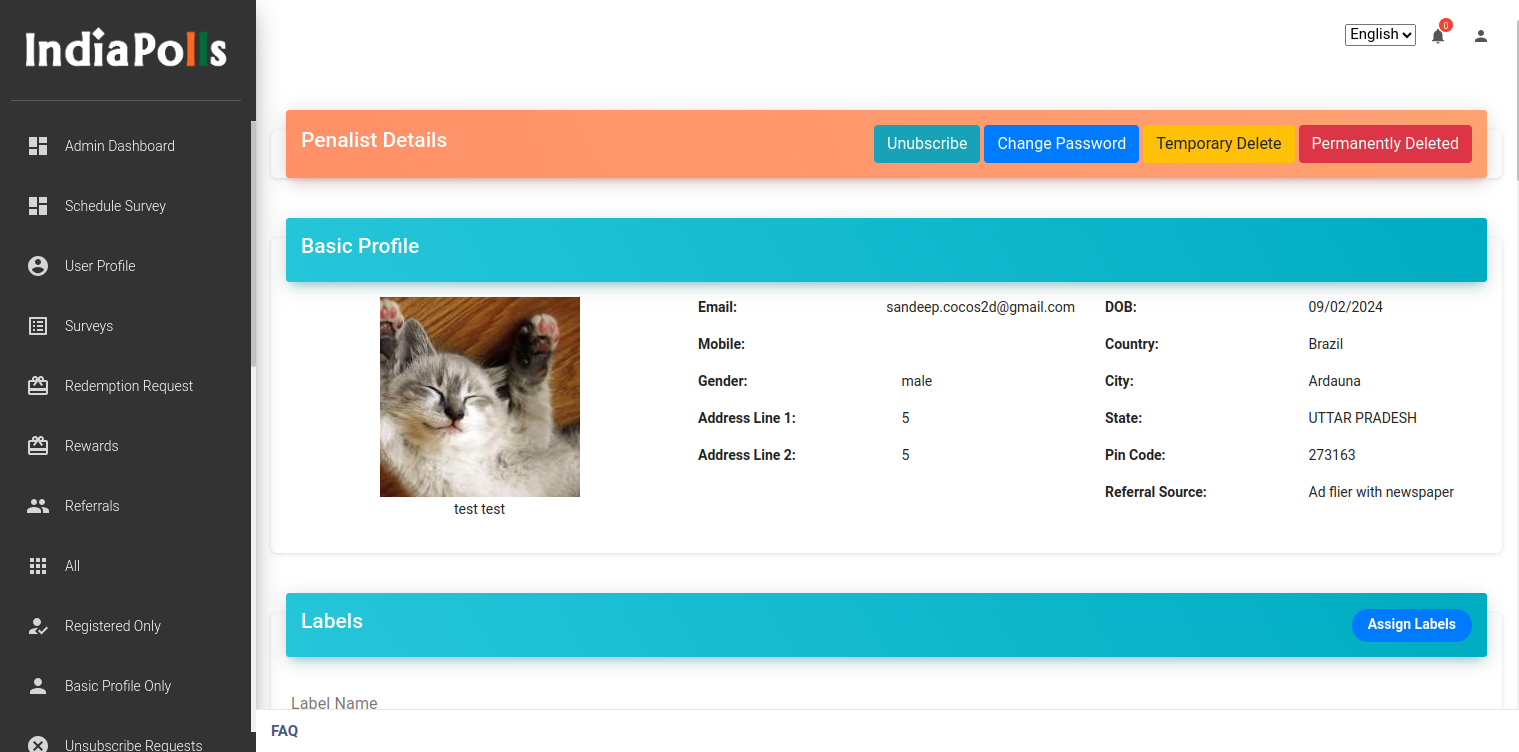 IndiaPolls
Admin Dashboard
Schedule Survey
User Profile
Surveys
Redemption Request
Rewards
Referrals
All
Registered Only
Basic Profile Only
Unsubscribe Requests
English
0
Penalist Details
Unubscribe
Change Password
Temporary Delete
Permanently Deleted
Basic Profile
test test
Email: sandeep.cocos2d@gmail.com
Mobile:
Gender: male
Address Line 1: 5
Address Line 2: 5
DOB: 09/02/2024
Country: Brazil
City: Ardauna
State: UTTAR PRADESH
Pin Code: 273163
Referral Source: Ad flier with newspaper
Labels
Assign Labels
Label Name
FAQ